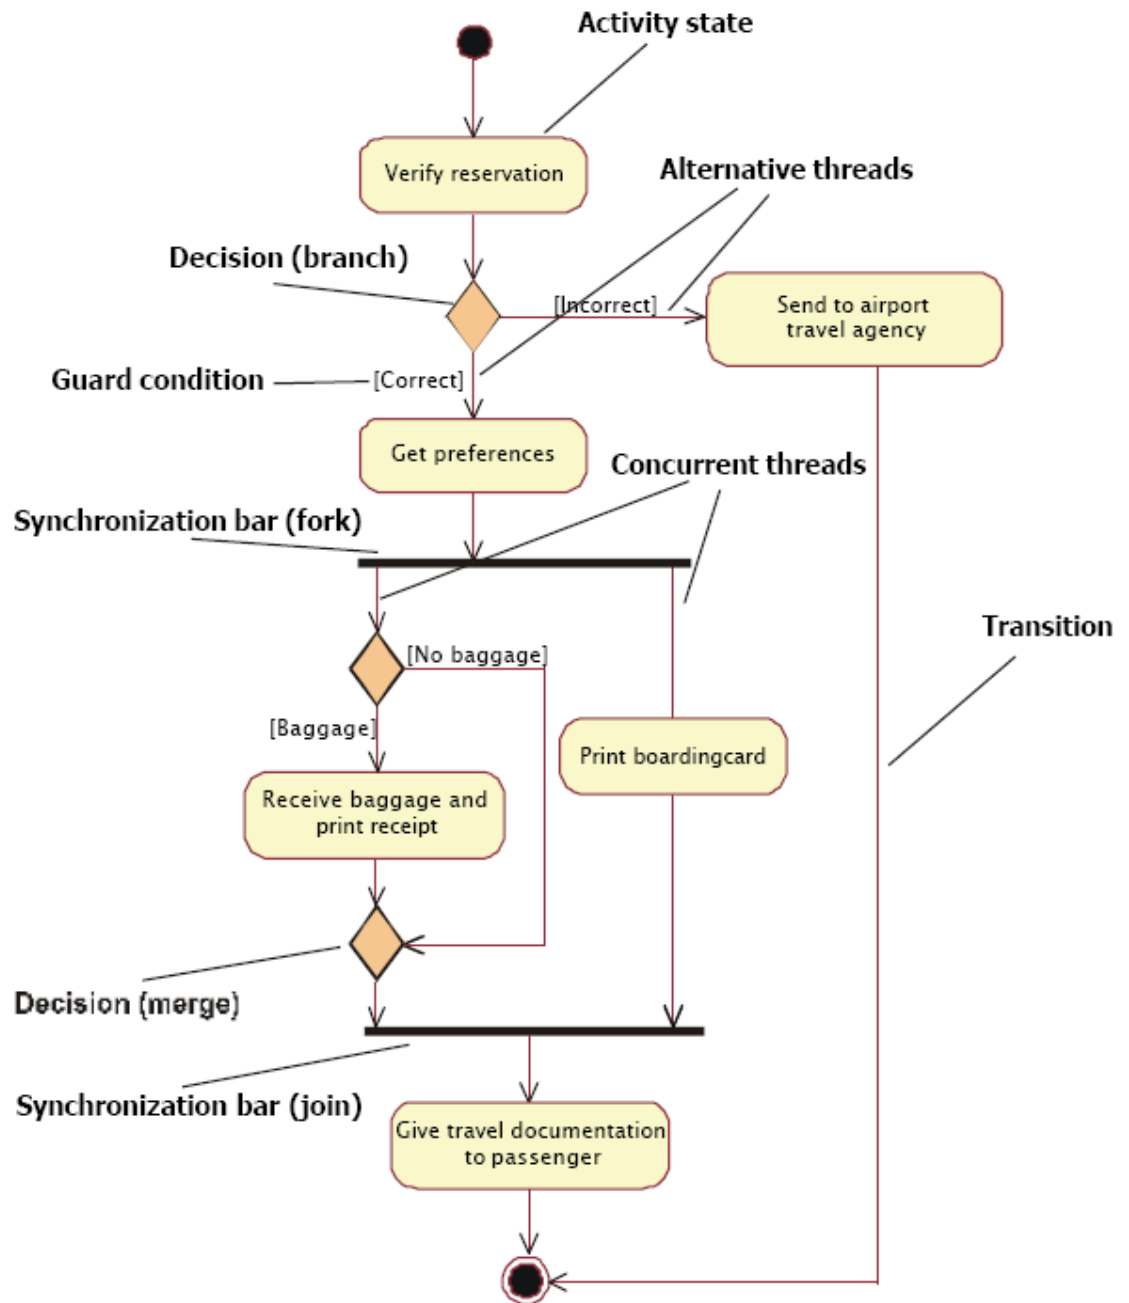 Activity state
Verify reservation
Alternative threads
Decision (branch)
[Incorrect]
Send to airport
travel agency
Guard condition
[Correct]
Get preferences
Concurrent threads
Synchronization bar (fork)
Transition
[No baggage]
[Baggage]
Print boardingcard
Receive baggage and
print receipt
Decision (merge)
Synchronization bar (join)
Give travel documentation
to passenger